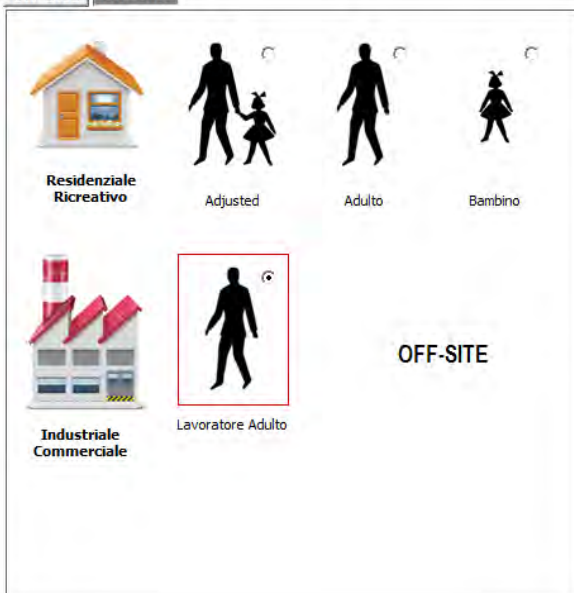 Residenziale
Ricreativo
Adjusted
Adulto
Bambino
OFF-SITE
Industriale
Commerciale
Lavoratore Adulto